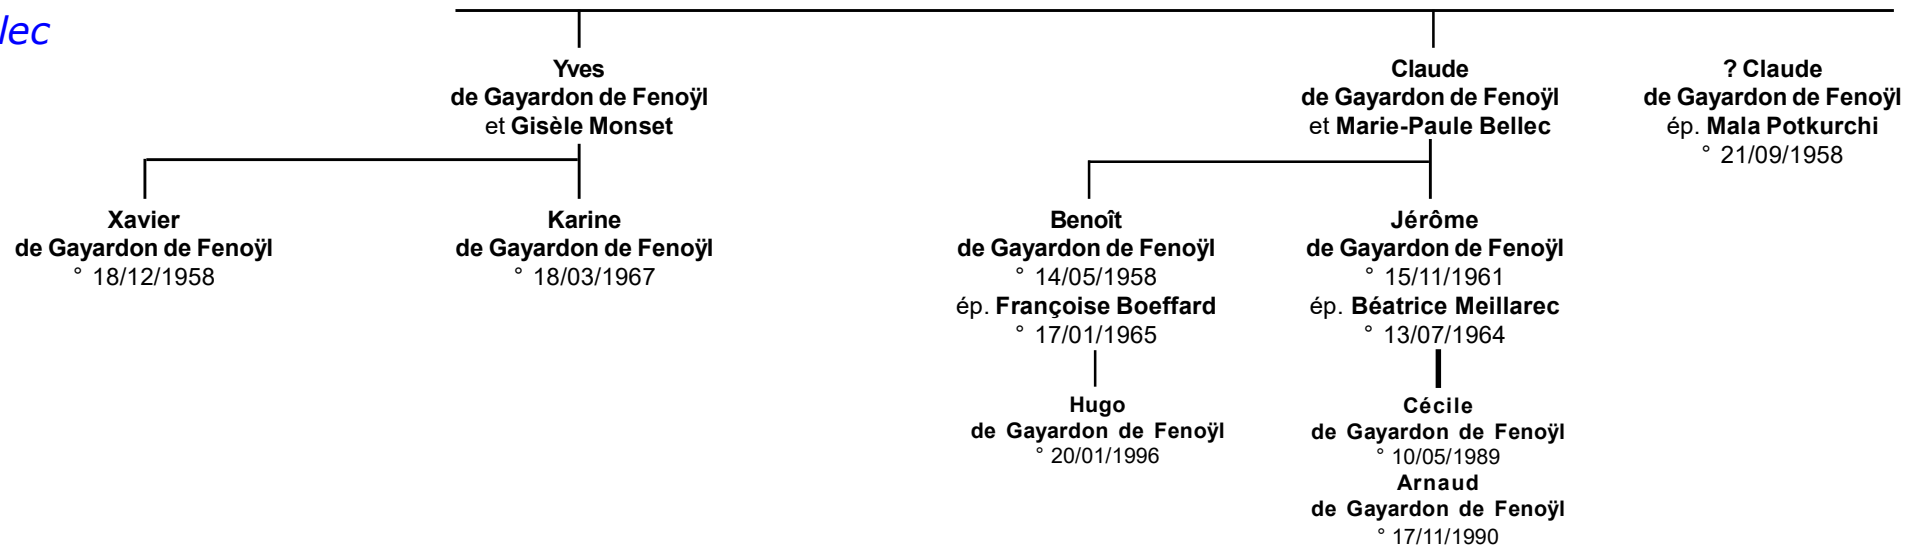 lec
Yves
de Gayardon de Fenoÿl
et Gisèle Monset
Claude
de Gayardon de Fenoÿl
et Marie-Paule Bellec
? Claude
de Gayardon de Fenoÿl
ép. Mala Potkurchi
° 21/09/1958
Xavier
de Gayardon de Fenoÿl
° 18/12/1958
Karine
de Gayardon de Fenoÿl
° 18/03/1967
Benoît
de Gayardon de Fenoÿl
° 14/05/1958
ép. Françoise Boeffard
° 17/01/1965
Jérôme
de Gayardon de Fenoÿl
° 15/11/1961
ép. Béatrice Meillarec
° 13/07/1964
Hugo
de Gayardon de Fenoÿl
° 20/01/1996
Cécile
de Gayardon de Fenoÿl
° 10/05/1989
Arnaud
de Gayardon de Fenoÿl
° 17/11/1990